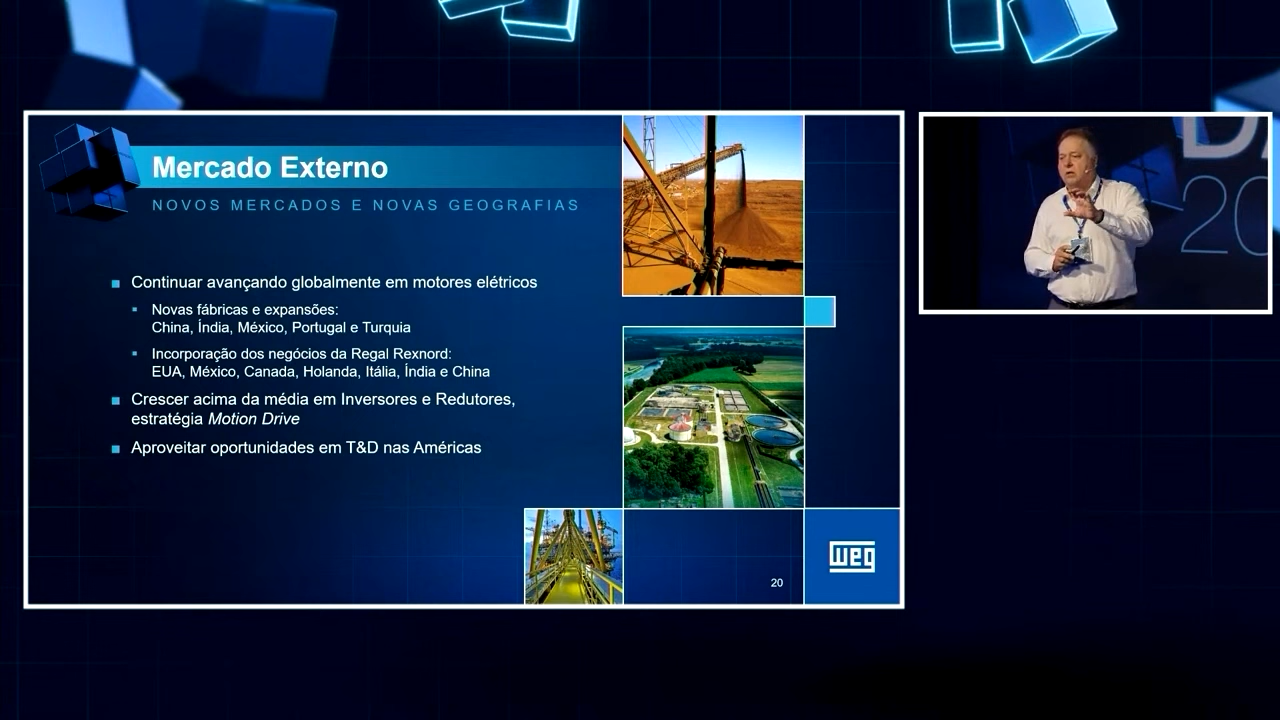 Mercado Externo
NOVOS MERCADOS E NOVAS GEOGRAFIAS
Continuar avançando globalmente em motores elétricos
Novas fábricas e expansões:
China, Índia, México, Portugal e Turquia
Incorporação dos negócios da Regal Rexnord:
EUA, México, Canada, Holanda, Itália, Índia e China
Crescer acima da média em Inversores e Redutores,
estratégia Motion Drive
Aproveitar oportunidades em T&D nas Américas
20
weg